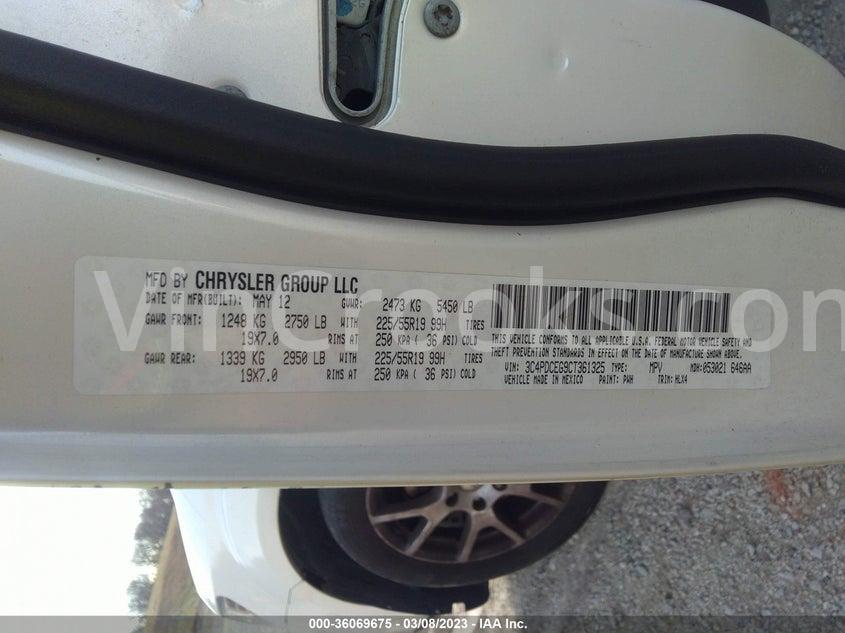 MFD BY CHRYSLER GROUP LLC
DATE OF MFR(BUILT): MAY 12 GVWR: 2473 KG 5450 LB
GAWR FRONT: 1248 KG 2750 LB WITH 225/55R19 99H TIRES
19X7.0 RIMS AT 250 KPA ( 36 PSI) COLD
GAWR REAR: 1339 KG 2950 LB WITH 225/55R19 99H TIRES
19X7.0 RIMS AT 250 KPA ( 36 PSI) COLD
THIS VEHICLE CONFORMS TO ALL APPLICABLE U.S.A. FEDERAL MOTOR VEHICLE SAFETY AND
THEFT PREVENTION STANDARDS IN EFFECT ON THE DATE OF MANUFACTURE SHOWN ABOVE.
VIN: 3C4PDCEG9CT361325 TYPE: MPV MDH: 053021 646AA
VEHICLE MADE IN MEXICO PAINT: PWH TRIM: HLX4
VinCrooks.com
000-36069675 - 03/08/2023 - © IAA Inc.